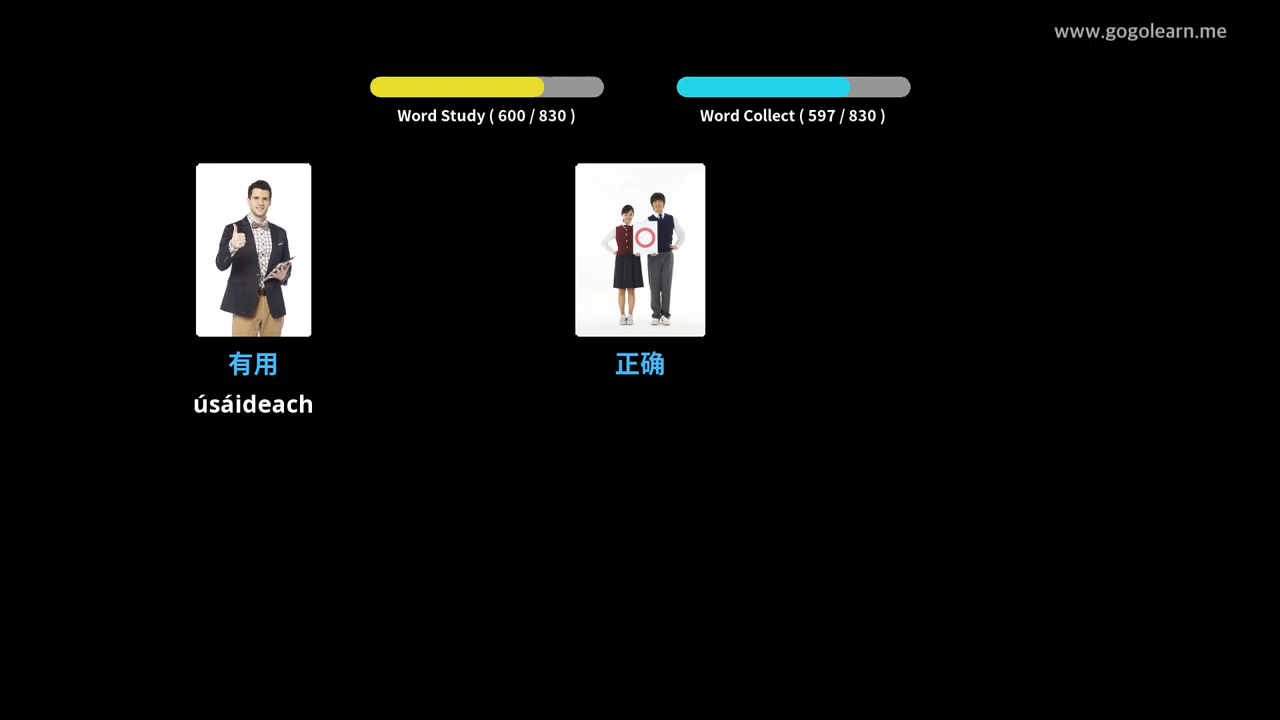 www.gogolearn.me
Word Study ( 600 / 830 )
Word Collect ( 597 / 830 )
有用
正确
úsáideach